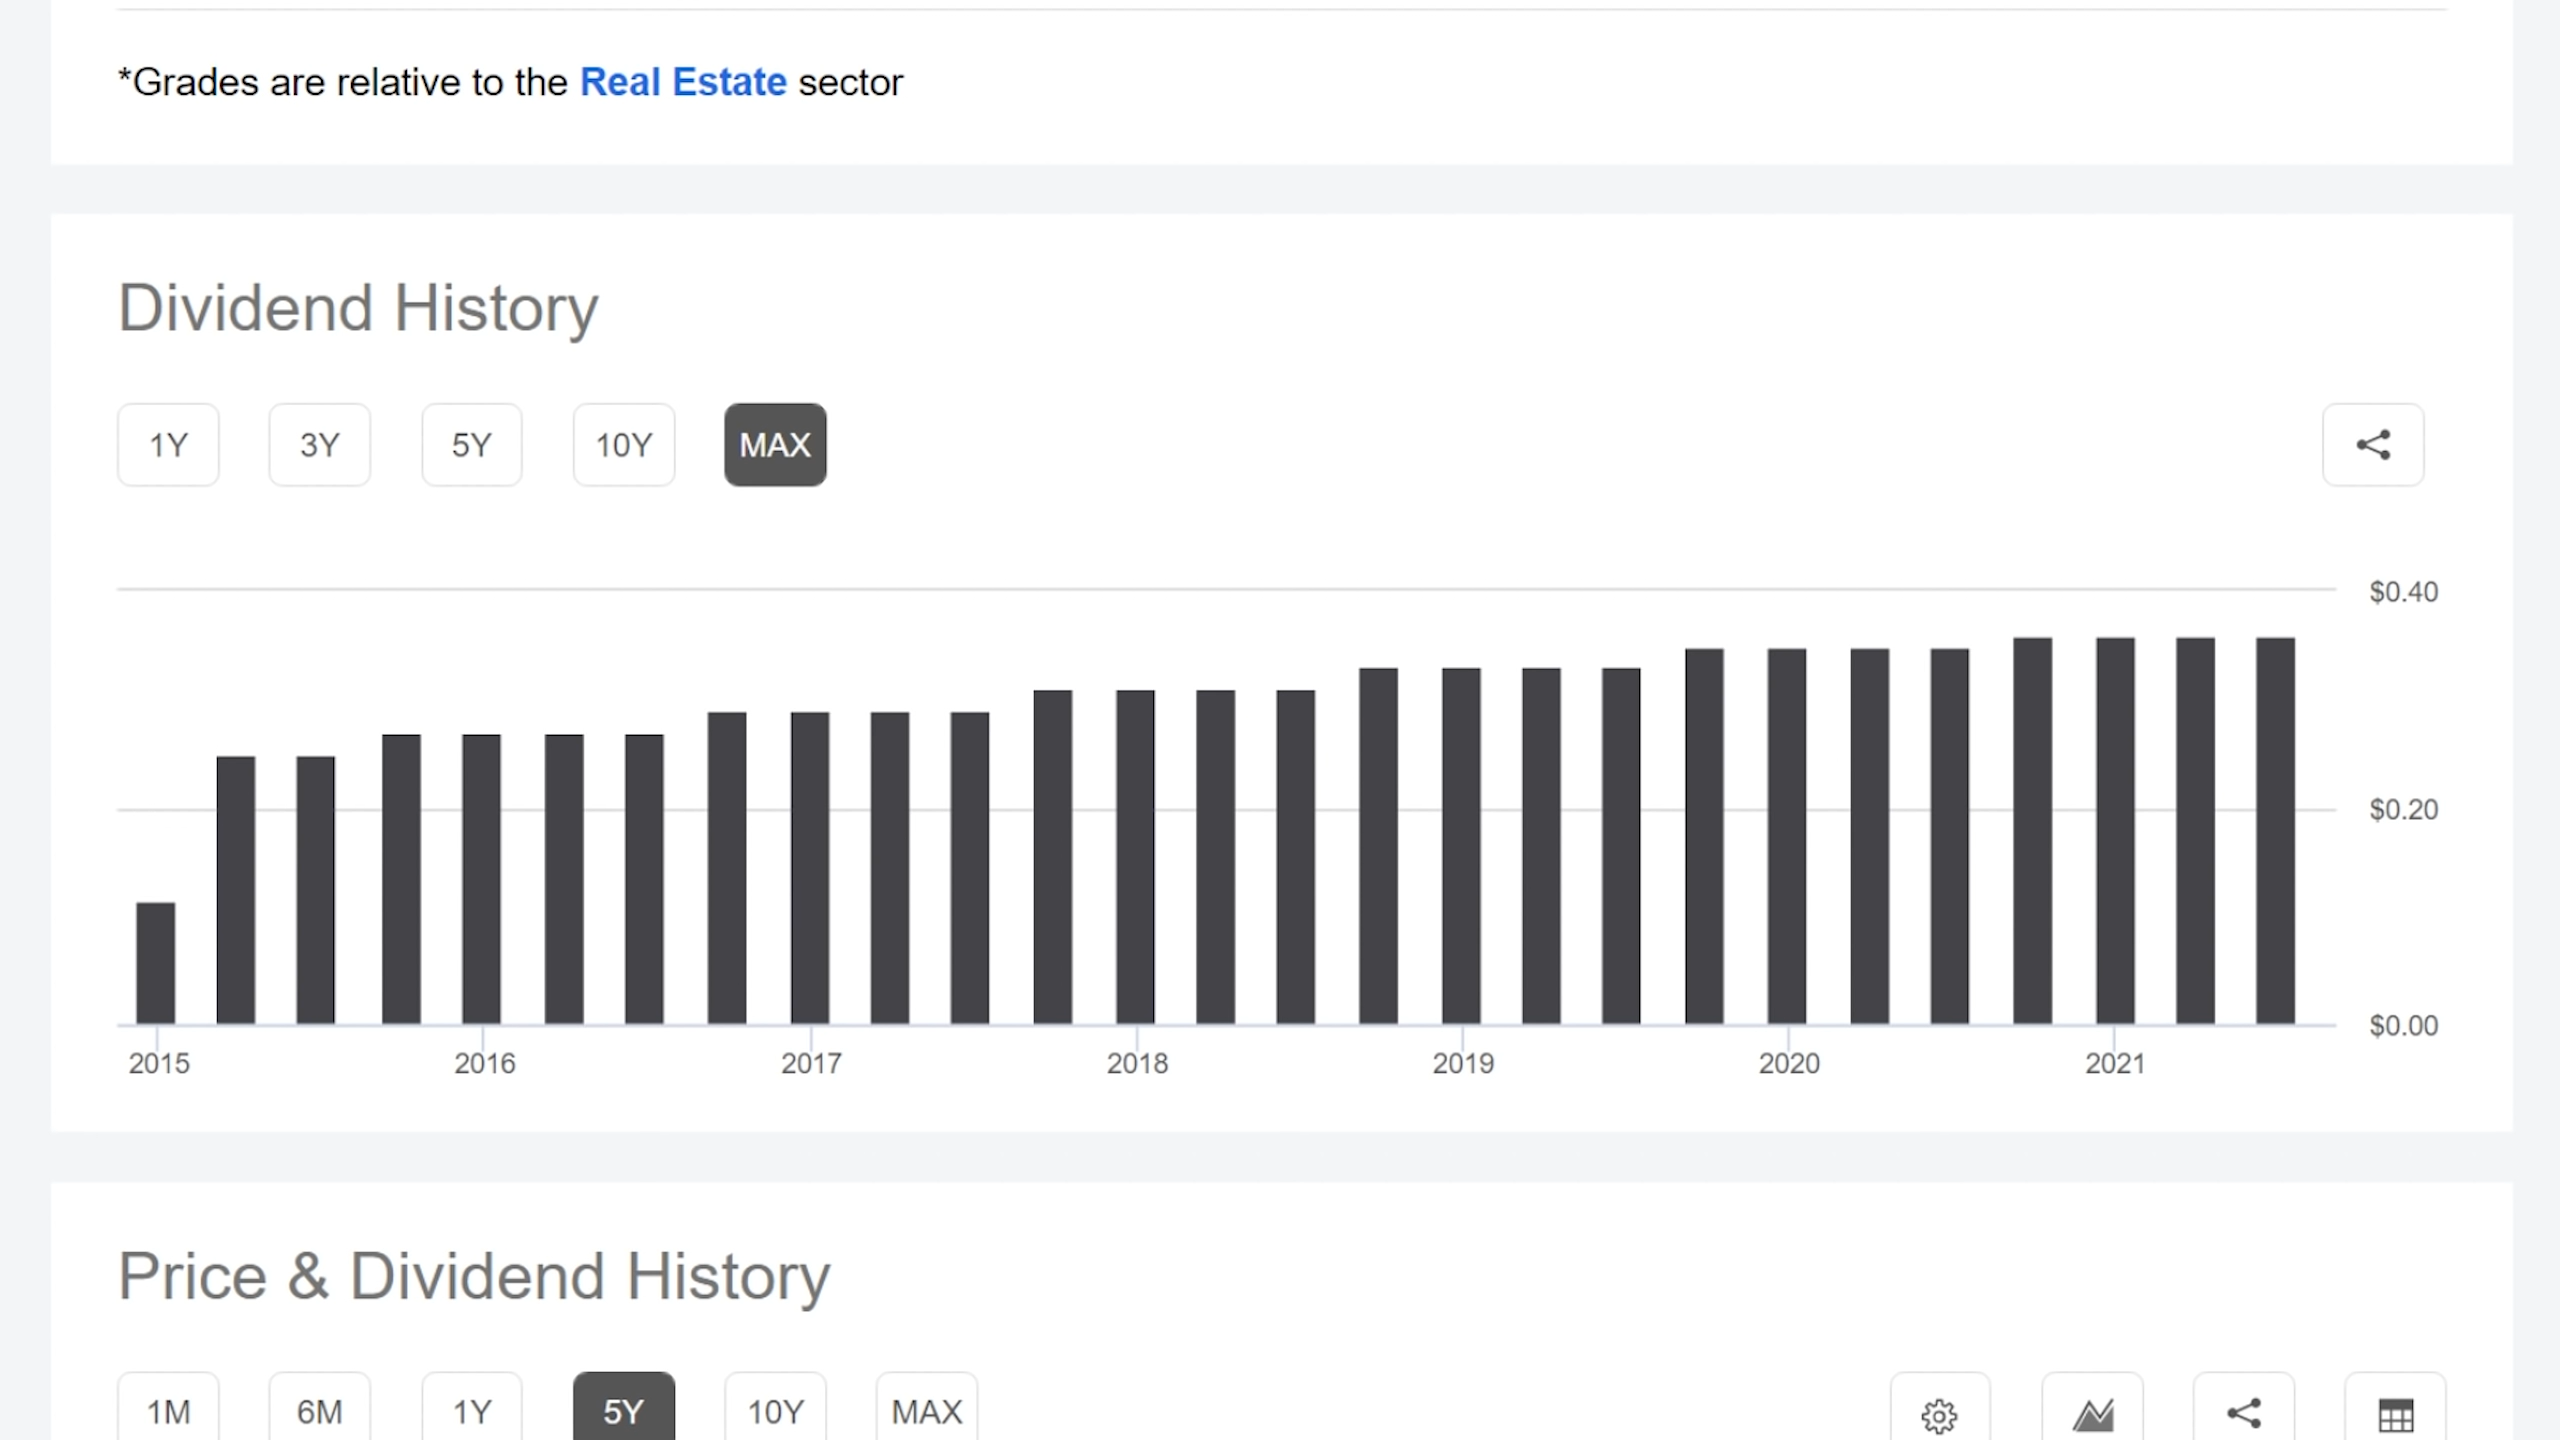 *Grades are relative to the Real Estate sector
Dividend History
1Y 3Y 5Y 10Y MAX
$0.40
$0.20
$0.00
2015 2016 2017 2018 2019 2020 2021
Price & Dividend History
1M 6M 1Y 5Y 10Y MAX